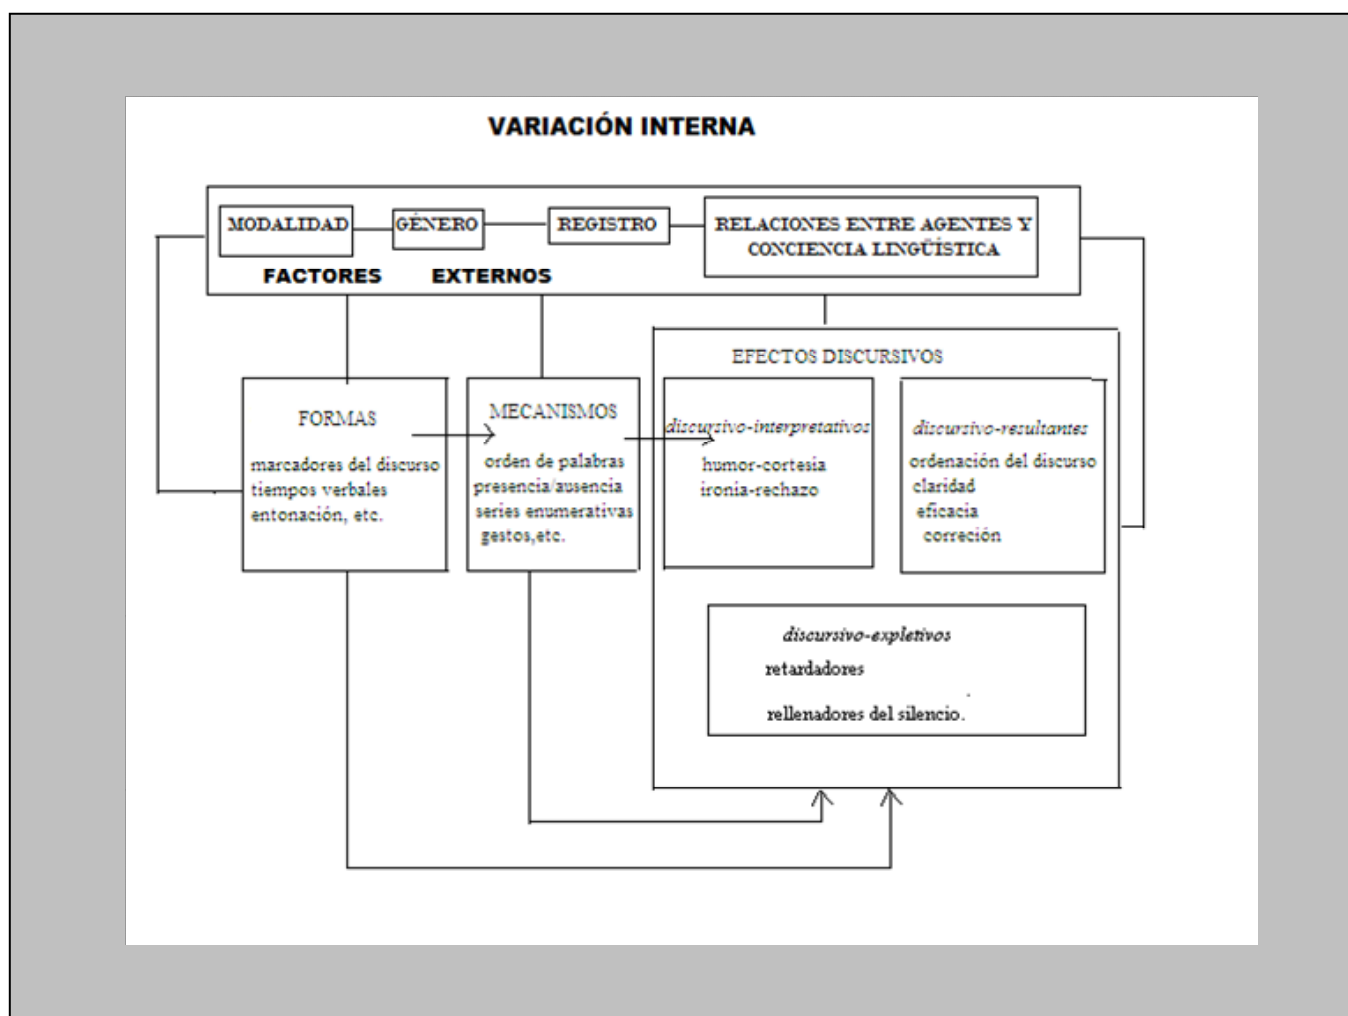 VARIACIÓN INTERNA
MODALIDAD
GÉNERO
REGISTRO
RELACIONES ENTRE AGENTES Y
CONCIENCIA LINGÜÍSTICA
FACTORES EXTERNOS
FORMAS
marcadores del discurso
tiempos verbales
entonación, etc.
MECANISMOS
orden de palabras
presencia/ausencia
series enumerativas
gestos,etc.
EFECTOS DISCURSIVOS
discursivo-interpretativos
humor-cortesía
ironía-rechazo
discursivo-resultantes
ordenación del discurso
claridad
eficacia
correción
discursivo-expletivos
retardadores
rellenadores del silencio.